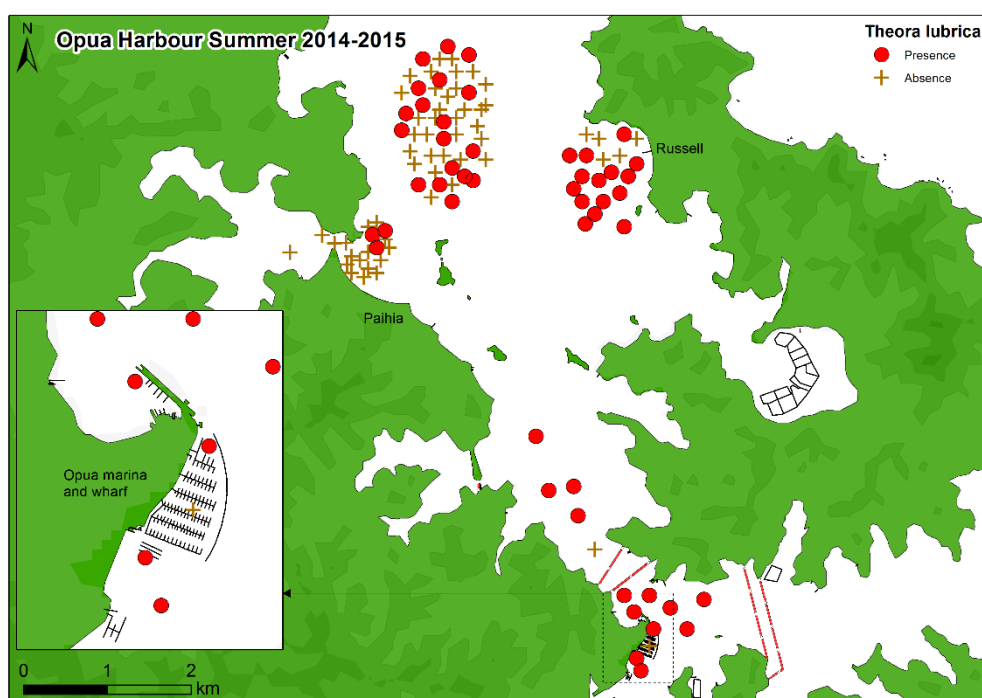 N
Opua Harbour Summer 2014-2015
Theora lubrica
Presence
Absence
Russell
Paihia
Opua marina
and wharf
0 1 2
km